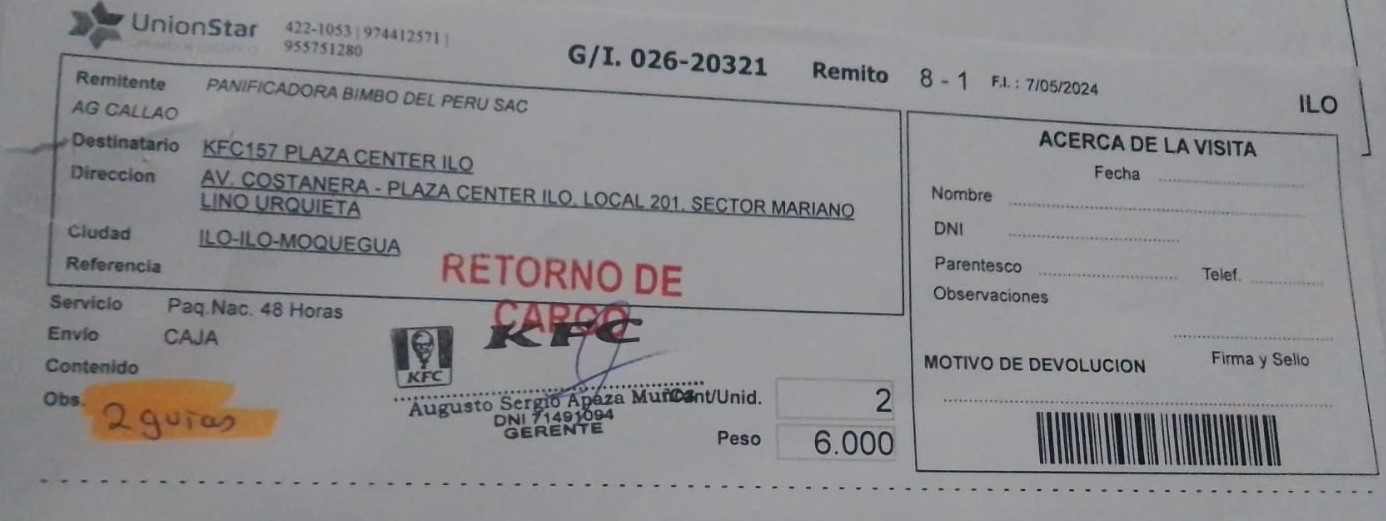 UnionStar
422-1053 | 974412571 |
955751280
G/I. 026-20321 Remito 8 - 1 F.I. : 7/05/2024
ILO
Remitente PANIFICADORA BIMBO DEL PERU SAC
AG CALLAO
Destinatario KFC157 PLAZA CENTER ILO
Direccion AV. COSTANERA - PLAZA CENTER ILO, LOCAL 201, SECTOR MARIANO
LINO URQUIETA
Ciudad ILO-ILO-MOQUEGUA
Referencia
RETORNO DE
CARGO
Servicio Paq.Nac. 48 Horas
Envío CAJA
Contenido
Obs. 2 guias
KFC
KFC
Augusto Sergio Apaza Muñoz
DNI 71491094
GERENTE
Cant/Unid. 2
Peso 6.000
ACERCA DE LA VISITA
Fecha
Nombre
DNI
Parentesco Telef.
Observaciones
Firma y Sello
MOTIVO DE DEVOLUCION